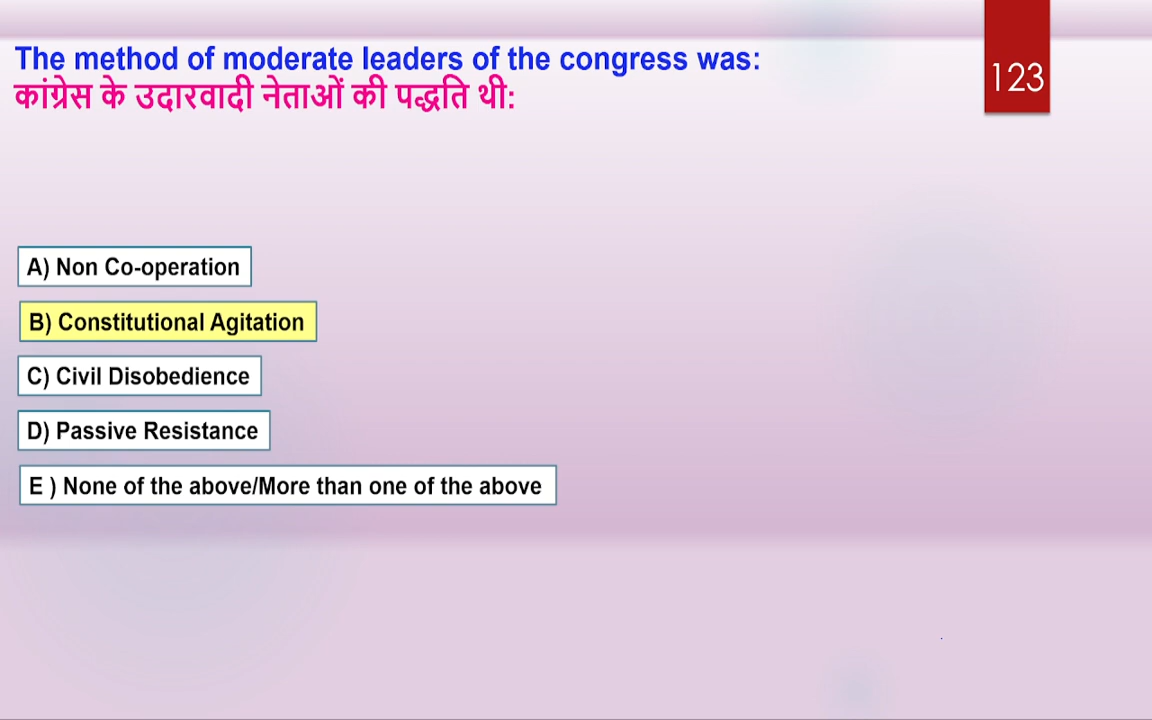 The method of moderate leaders of the congress was:
कांग्रेस के उदारवादी नेताओं की पद्धति थी:
123
A) Non Co-operation
B) Constitutional Agitation
C) Civil Disobedience
D) Passive Resistance
E ) None of the above/More than one of the above